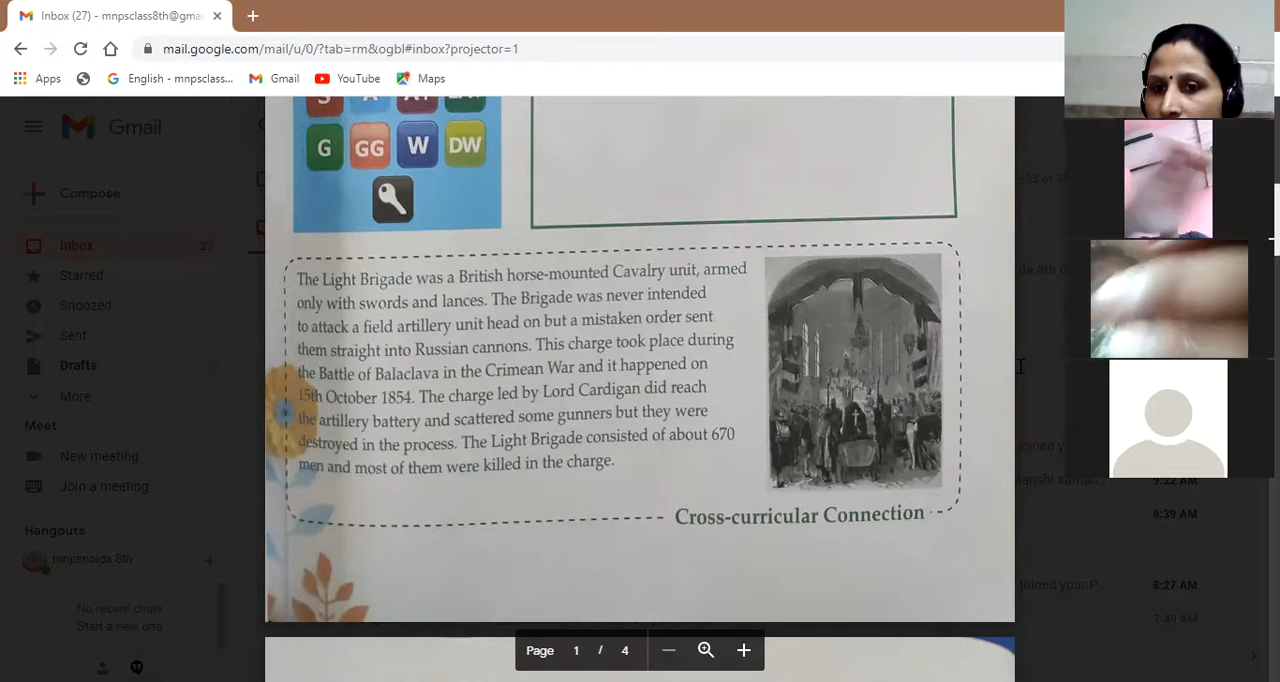 Inbox (27) - mnpsclass8th@gma
mail.google.com/mail/u/0/?tab=rm&ogbl#inbox?projector=1
Apps
English - mnpsclass...
Gmail
YouTube
Maps
Gmail
Compose
Inbox
27
Starred
Snoozed
Sent
Drafts
More
Meet
New meeting
Join a meeting
Hangouts
mnpsnoida 8th
No recent chats
Start a new one
G
GG
W
DW
The Light Brigade was a British horse-mounted Cavalry unit, armed
only with swords and lances. The Brigade was never intended
to attack a field artillery unit head on but a mistaken order sent
them straight into Russian cannons. This charge took place during
the Battle of Balaclava in the Crimean War and it happened on
15th October 1854. The charge led by Lord Cardigan did reach
the artillery battery and scattered some gunners but they were
destroyed in the process. The Light Brigade consisted of about 670
men and most of them were killed in the charge.
Cross-curricular Connection
8:39 AM
joined your P...
8:27 AM
7:49 AM
Page 1 / 4